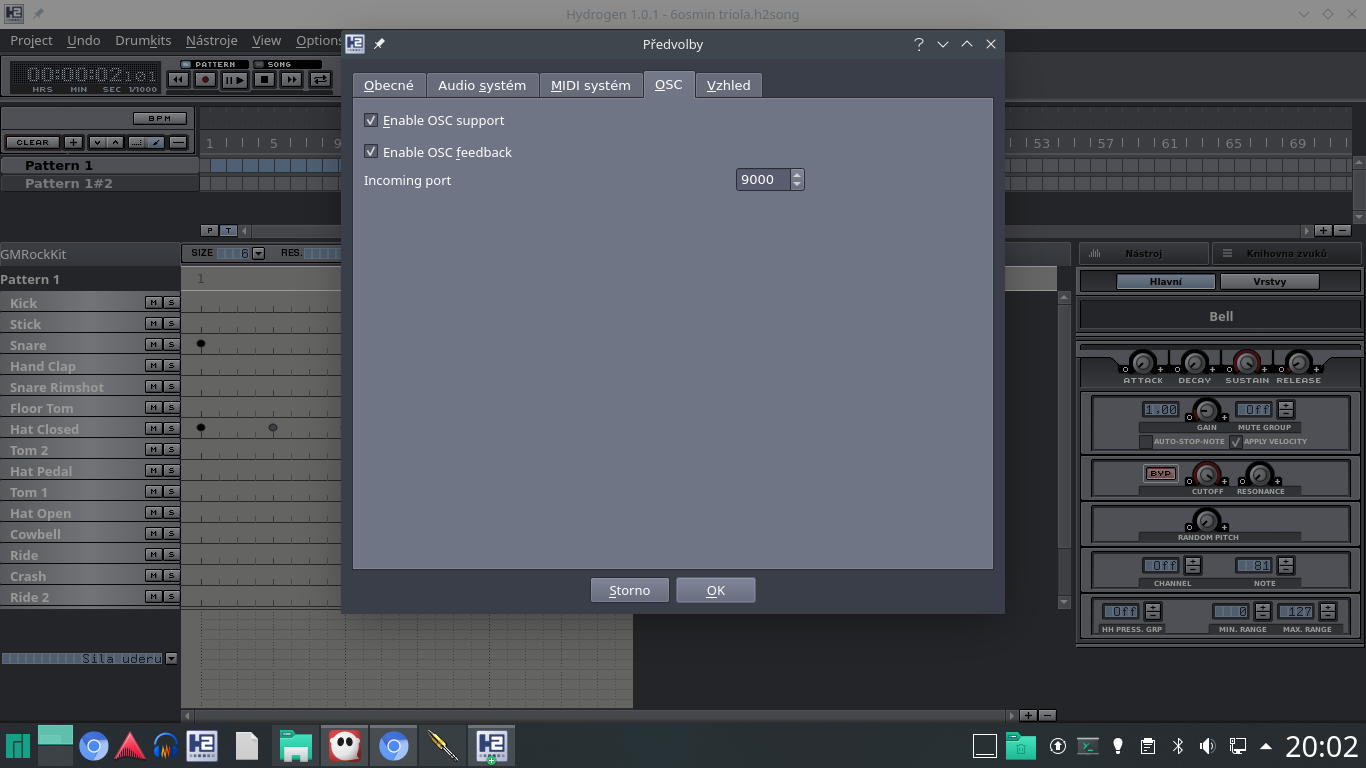 Hydrogen 1.0.1 - 6osmin triola.h2song
Project Undo Drumkits Nástroje View Options
Předvolby
00:00:02 101
HRS MIN SEC 1/1000
PATTERN SONG
Obecné Audio systém MIDI systém OSC Vzhled
Enable OSC support
Enable OSC feedback
Incoming port 9000
Storno OK
BPM
CLEAR
1 5 9 53 57 61 65 69
Pattern 1
Pattern 1#2
P T
GMRockKit
SIZE 6 RES.
Pattern 1
1
Kick M S
Stick M S
Snare M S
Hand Clap M S
Snare Rimshot M S
Floor Tom M S
Hat Closed M S
Tom 2 M S
Hat Pedal M S
Tom 1 M S
Hat Open M S
Cowbell M S
Ride M S
Crash M S
Ride 2 M S
Sila uderu
Nástroj Knihovna zvuků
Hlavní Vrstvy
Bell
ATTACK DECAY SUSTAIN RELEASE
1.00 Off
GAIN MUTE GROUP
AUTO-STOP-NOTE APPLY VELOCITY
BYP
CUTOFF RESONANCE
RANDOM PITCH
Off 81
CHANNEL NOTE
Off 0 127
HH PRESS. GRP MIN. RANGE MAX. RANGE
20:02